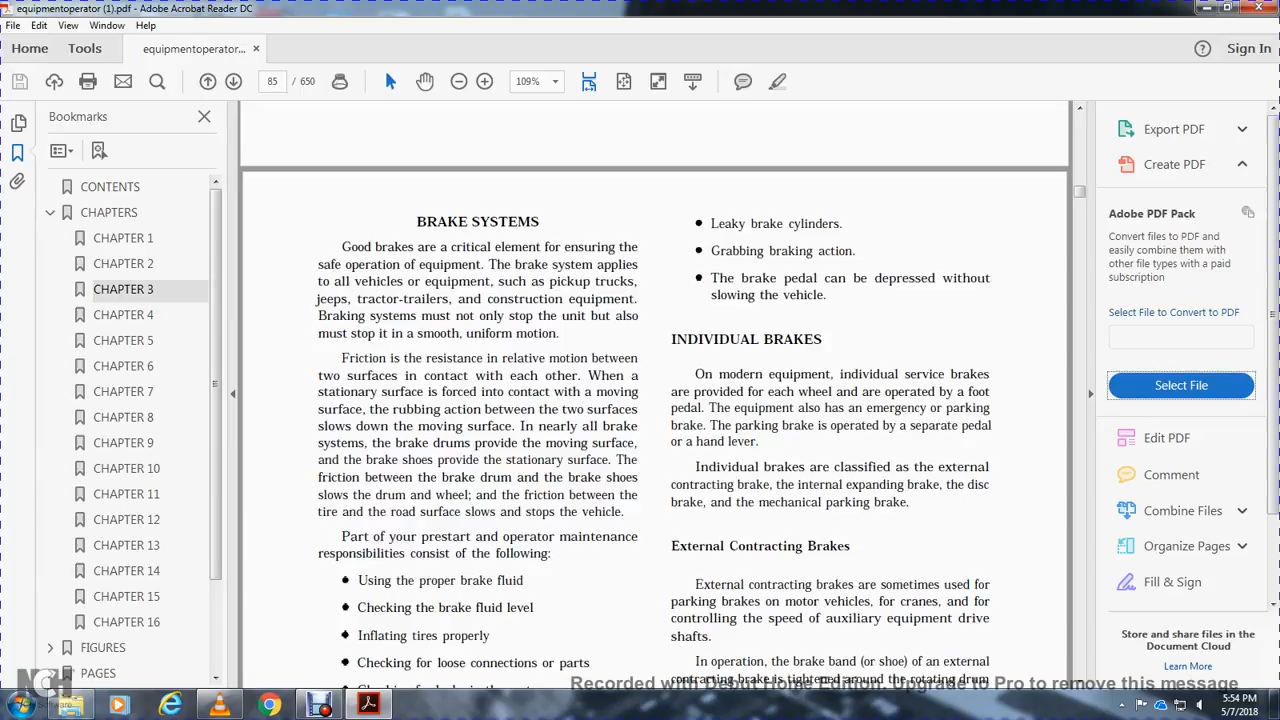 equipmentoperator (1).pdf - Adobe Acrobat Reader DC
File Edit View Window Help
Home Tools equipmentoperator... ×
Sign In
85 / 650 109%
Bookmarks
CONTENTS
CHAPTERS
CHAPTER 1
CHAPTER 2
CHAPTER 3
CHAPTER 4
CHAPTER 5
CHAPTER 6
CHAPTER 7
CHAPTER 8
CHAPTER 9
CHAPTER 10
CHAPTER 11
CHAPTER 12
CHAPTER 13
CHAPTER 14
CHAPTER 15
CHAPTER 16
FIGURES
PAGES
BRAKE SYSTEMS
Good brakes are a critical element for ensuring the
safe operation of equipment. The brake system applies
to all vehicles or equipment, such as pickup trucks,
jeeps, tractor-trailers, and construction equipment.
Braking systems must not only stop the unit but also
must stop it in a smooth, uniform motion.
Friction is the resistance in relative motion between
two surfaces in contact with each other. When a
stationary surface is forced into contact with a moving
surface, the rubbing action between the two surfaces
slows down the moving surface. In nearly all brake
systems, the brake drums provide the moving surface,
and the brake shoes provide the stationary surface. The
friction between the brake drum and the brake shoes
slows the drum and wheel; and the friction between the
tire and the road surface slows and stops the vehicle.
Part of your prestart and operator maintenance
responsibilities consist of the following:
● Using the proper brake fluid
● Checking the brake fluid level
● Inflating tires properly
● Checking for loose connections or parts
● Leaky brake cylinders.
● Grabbing braking action.
● The brake pedal can be depressed without
slowing the vehicle.
INDIVIDUAL BRAKES
On modern equipment, individual service brakes
are provided for each wheel and are operated by a foot
pedal. The equipment also has an emergency or parking
brake. The parking brake is operated by a separate pedal
or a hand lever.
Individual brakes are classified as the external
contracting brake, the internal expanding brake, the disc
brake, and the mechanical parking brake.
External Contracting Brakes
External contracting brakes are sometimes used for
parking brakes on motor vehicles, for cranes, and for
controlling the speed of auxiliary equipment drive
shafts.
In operation, the brake band (or shoe) of an external
contracting brake is tightened around the rotating drum
Export PDF
Create PDF
Adobe PDF Pack
Convert files to PDF and
easily combine them with
other file types with a paid
subscription
Select File to Convert to PDF
Select File
Edit PDF
Comment
Combine Files
Organize Pages
Fill & Sign
Store and share files in the
Document Cloud
Learn More
Recorded with Debut Home Edition. Upgrade to Pro to remove this message
NCH
Software
5:54 PM
5/7/2018